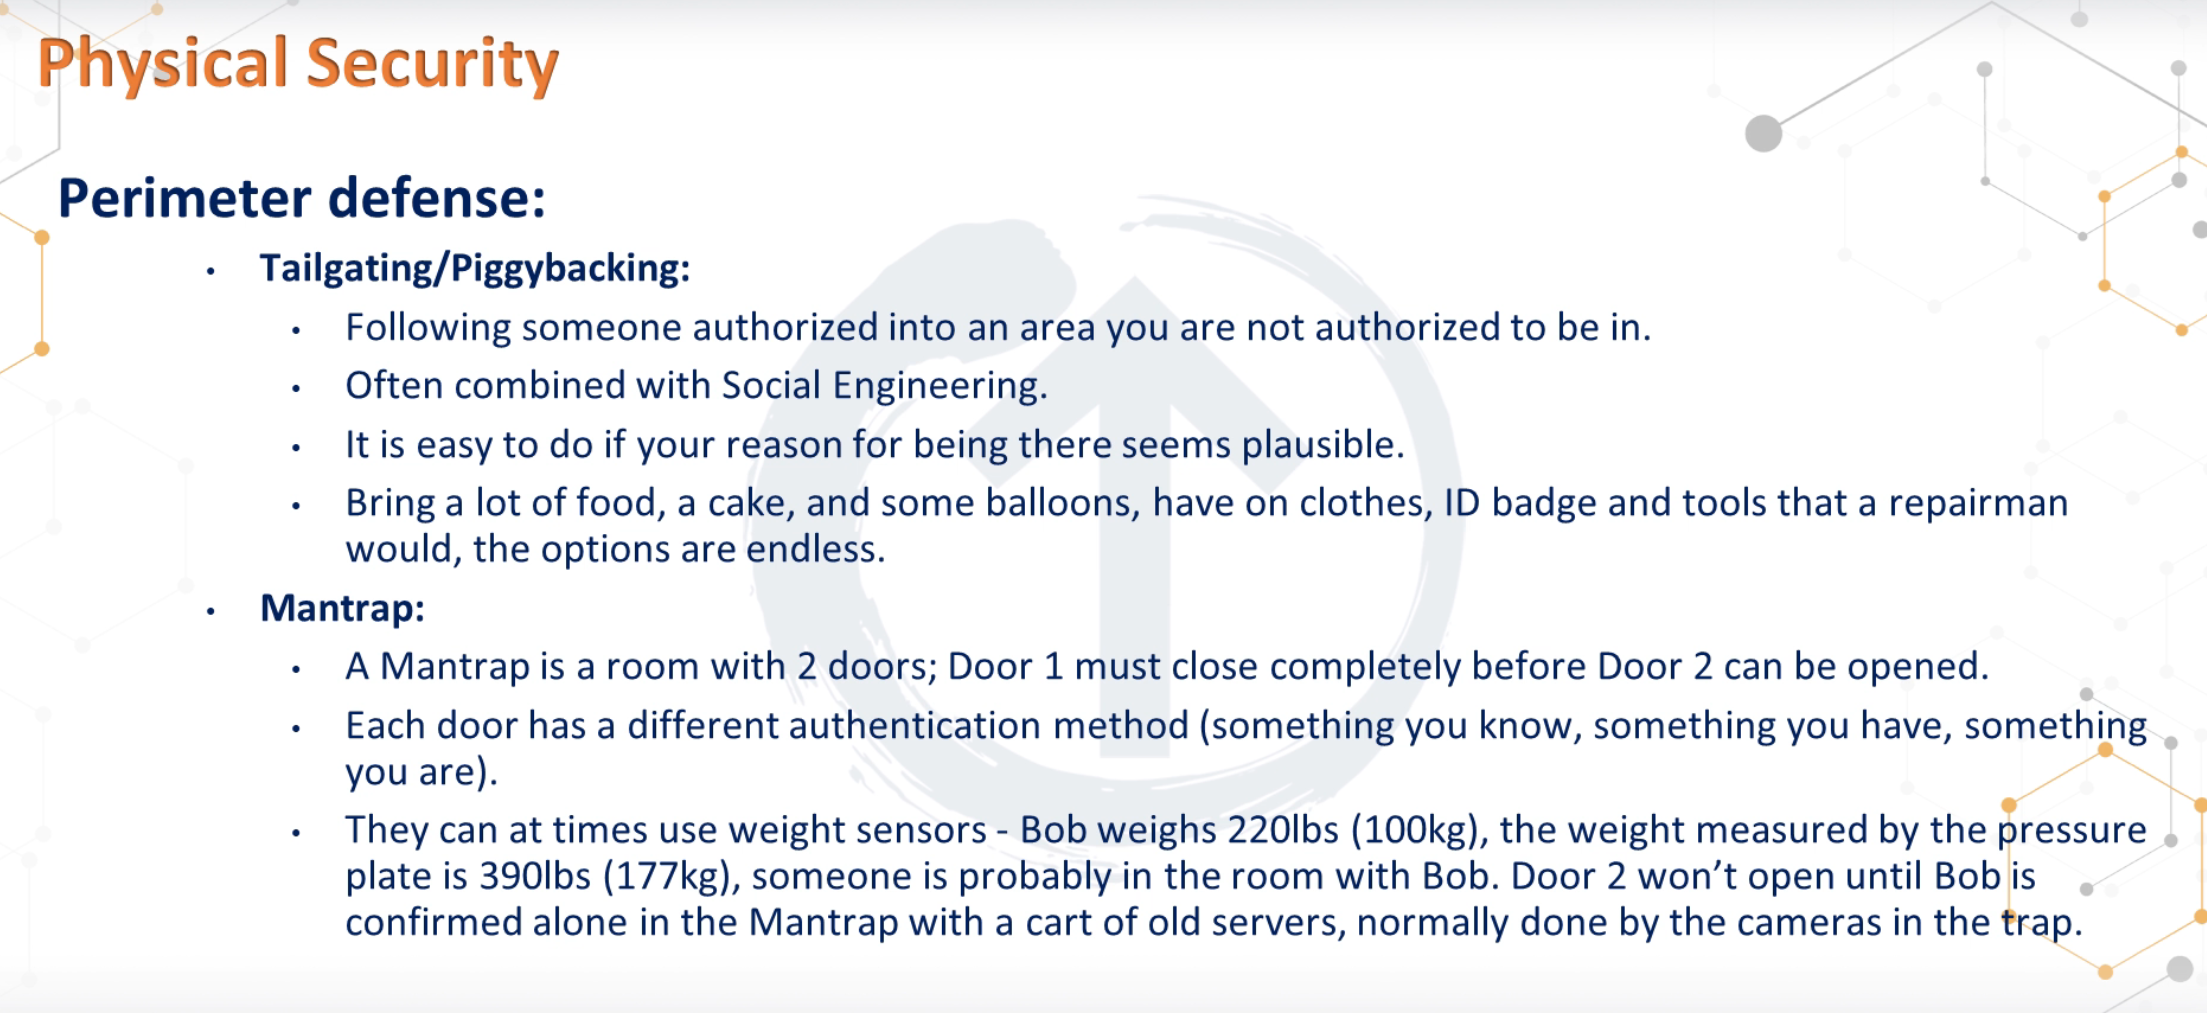 Physical Security
Perimeter defense:
• Tailgating/Piggybacking:
• Following someone authorized into an area you are not authorized to be in.
• Often combined with Social Engineering.
• It is easy to do if your reason for being there seems plausible.
• Bring a lot of food, a cake, and some balloons, have on clothes, ID badge and tools that a repairman
would, the options are endless.
• Mantrap:
• A Mantrap is a room with 2 doors; Door 1 must close completely before Door 2 can be opened.
• Each door has a different authentication method (something you know, something you have, something
you are).
• They can at times use weight sensors - Bob weighs 220lbs (100kg), the weight measured by the pressure
plate is 390lbs (177kg), someone is probably in the room with Bob. Door 2 won’t open until Bob is
confirmed alone in the Mantrap with a cart of old servers, normally done by the cameras in the trap.